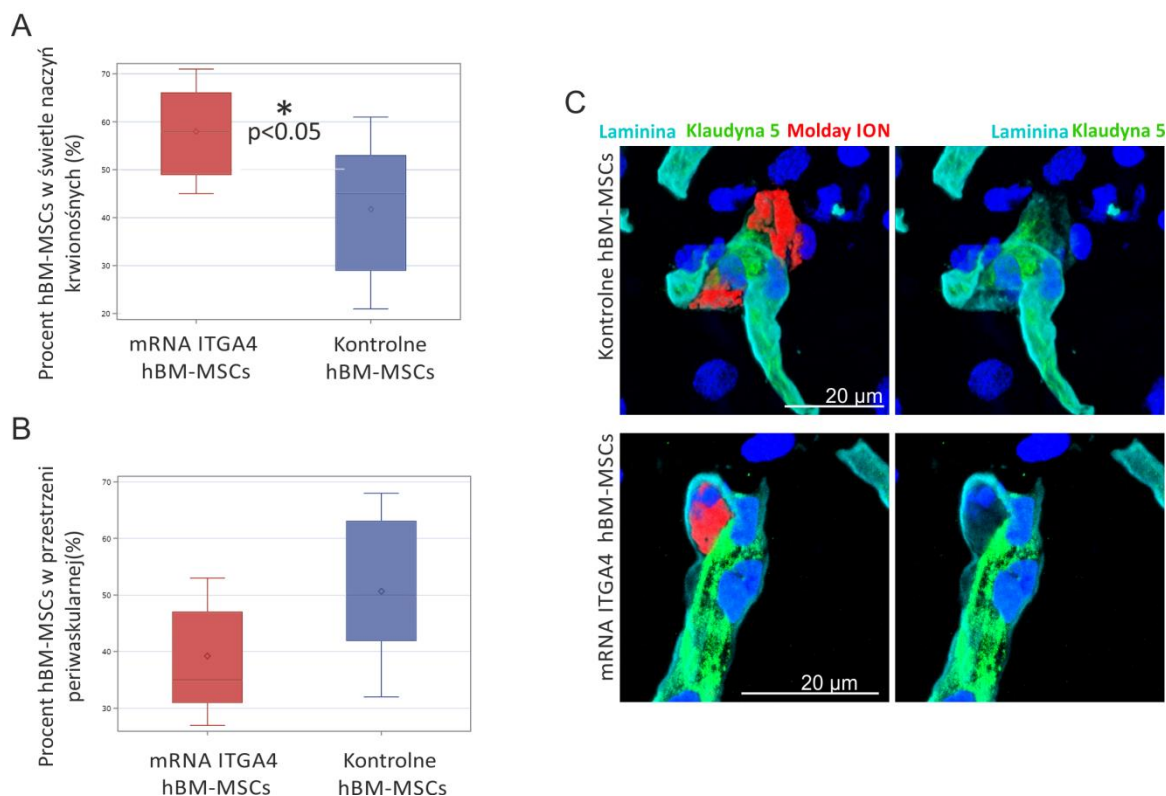 A
Procent hBM-MSCs w świetle naczyń
krwionośnych (%)
70
60
50
40
30
20
*
p<0.05
mRNA ITGA4
hBM-MSCs
Kontrolne
hBM-MSCs
B
Procent hBM-MSCs w przestrzeni
periwaskularnej(%)
70
60
50
40
30
mRNA ITGA4
hBM-MSCs
Kontrolne
hBM-MSCs
C
Laminina Klaudyna 5 Molday ION
Laminina Klaudyna 5
Kontrolne hBM-MSCs
20 µm
mRNA ITGA4 hBM-MSCs
20 µm